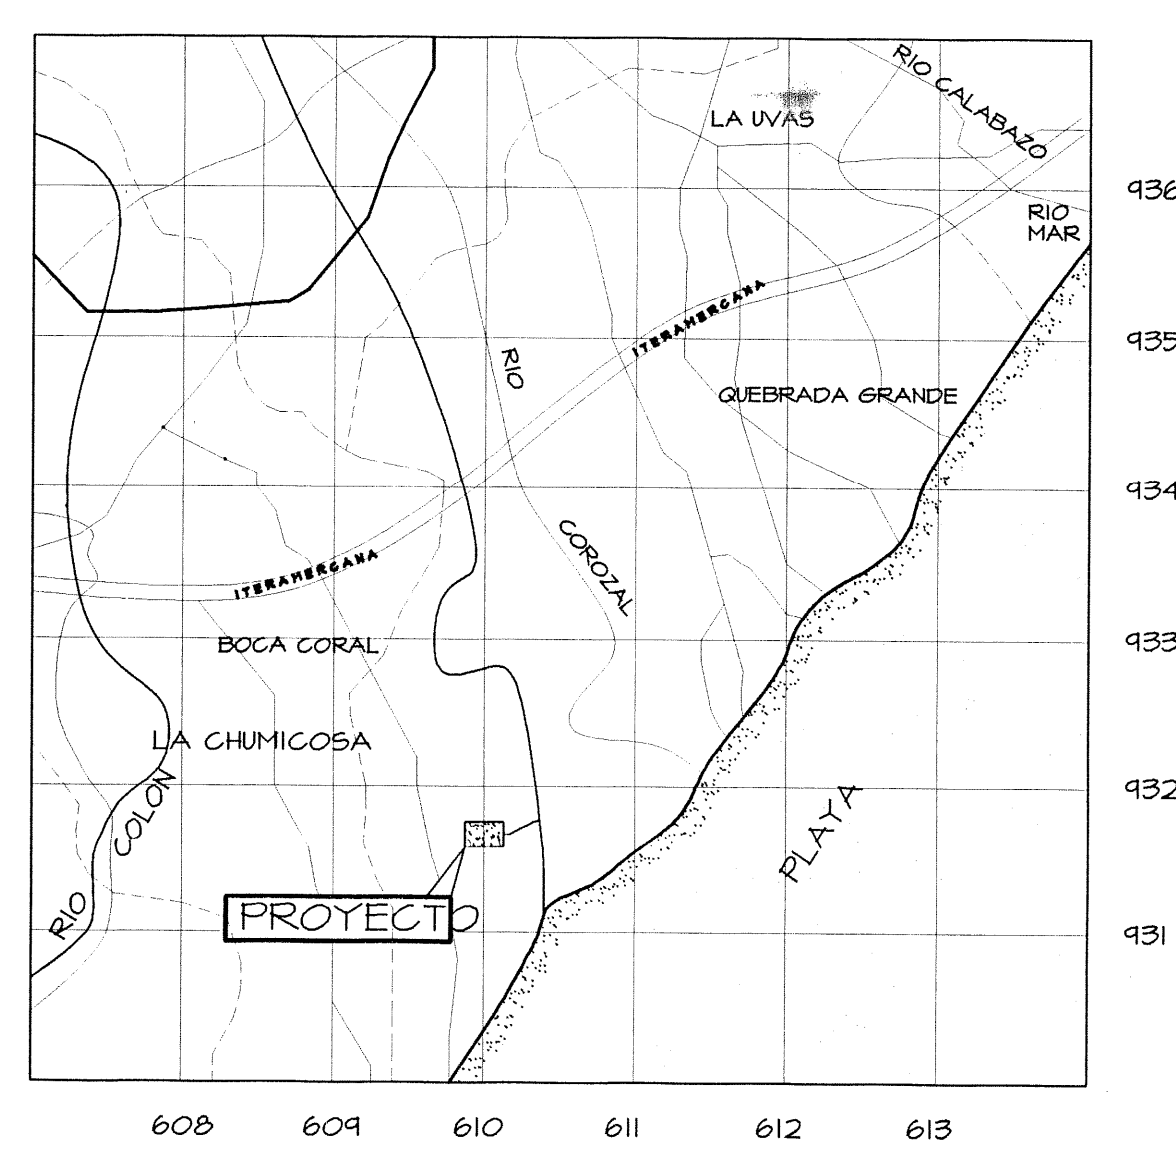 RIO CALABAZO
LA UVAS
936
RIO
MAR
ITERAMERCANA
935
RIO
QUEBRADA GRANDE
934
COROZAL
ITERAMERCANA
BOCA CORAL
933
LA CHUMICOSA
932
COLON
PLAYA
RIO
PROYECTO
931
608 609 610 611 612 613